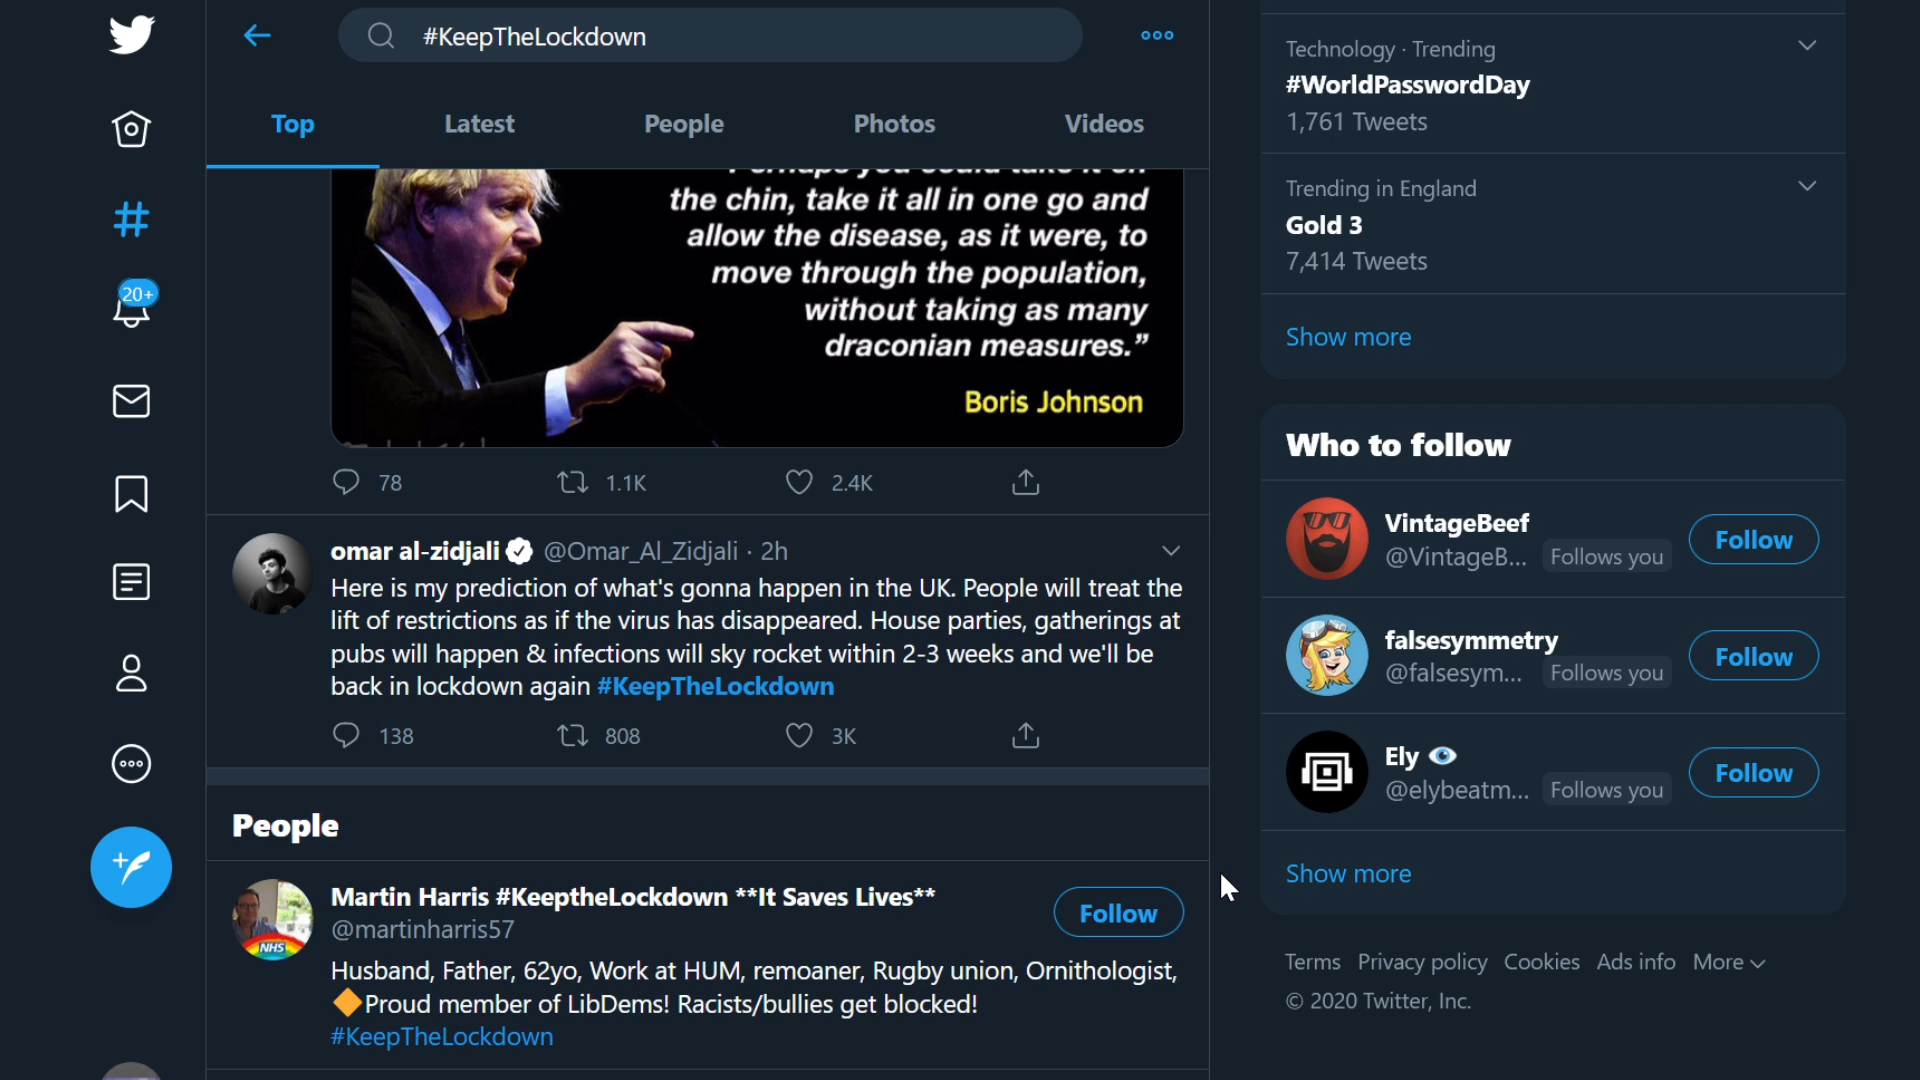 #KeepTheLockdown
Top
Latest
People
Photos
Videos
the chin, take it all in one go and
allow the disease, as it were, to
move through the population,
without taking as many
draconian measures.”
Boris Johnson
78
1.1K
2.4K
omar al-zidjali @Omar_Al_Zidjali · 2h
Here is my prediction of what's gonna happen in the UK. People will treat the
lift of restrictions as if the virus has disappeared. House parties, gatherings at
pubs will happen & infections will sky rocket within 2-3 weeks and we'll be
back in lockdown again #KeepTheLockdown
138
808
3K
People
Martin Harris #KeeptheLockdown **It Saves Lives**
@martinharris57
Follow
NHS
Husband, Father, 62yo, Work at HUM, remoaner, Rugby union, Ornithologist,
🔶Proud member of LibDems! Racists/bullies get blocked!
#KeepTheLockdown
20+
Technology · Trending
#WorldPasswordDay
1,761 Tweets
Trending in England
Gold 3
7,414 Tweets
Show more
Who to follow
VintageBeef
@VintageB... Follows you
Follow
falsesymmetry
@falsesym... Follows you
Follow
Ely 👁
@elybeatm... Follows you
Follow
Show more
Terms Privacy policy Cookies Ads info More
© 2020 Twitter, Inc.